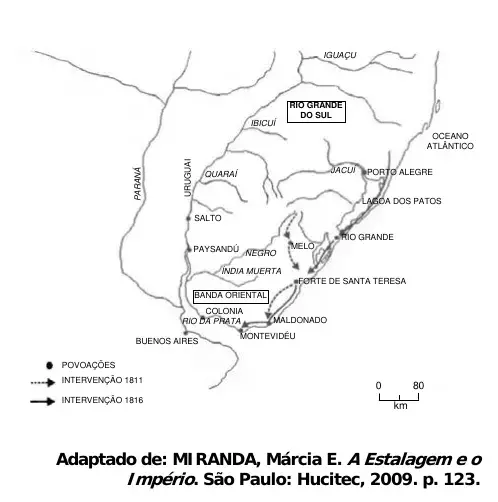 IGUAÇU
RIO GRANDE
DO SUL
IBICUÍ
OCEANO
ATLÂNTICO
PARANÁ
URUGUAI
QUARAÍ
JACUI
PORTO ALEGRE
LAGOA DOS PATOS
SALTO
RIO GRANDE
MELO
PAYSANDÚ
NEGRO
ÍNDIA MUERTA
FORTE DE SANTA TERESA
BANDA ORIENTAL
COLONIA
RIO DA PRATA
MALDONADO
MONTEVIDÉU
BUENOS AIRES
POVOAÇÕES
INTERVENÇÃO 1811
INTERVENÇÃO 1816
0 80
km
Adaptado de: MIRANDA, Márcia E. A Estalagem e o
Império. São Paulo: Hucitec, 2009. p. 123.